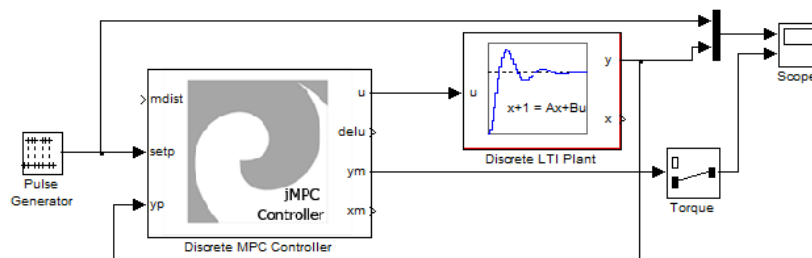 mdist
setp
yp
u
delu
ym
xm
jMPC
Controller
Discrete MPC Controller
Pulse
Generator
u
y
x
x+1 = Ax+Bu
Discrete LTI Plant
Torque
Scope